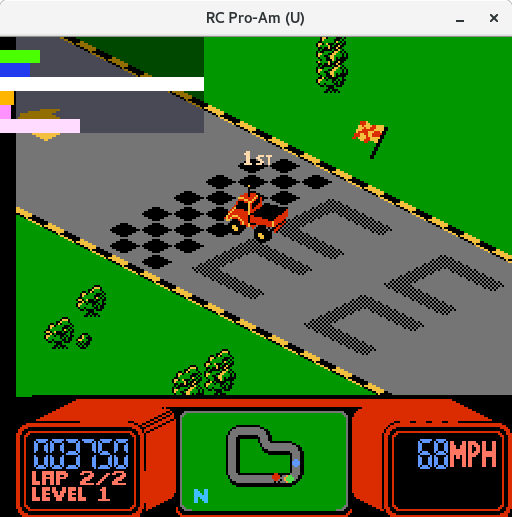 RC Pro-Am (U)
1ST
003750
LAP 2/2
LEVEL 1
N
68MPH